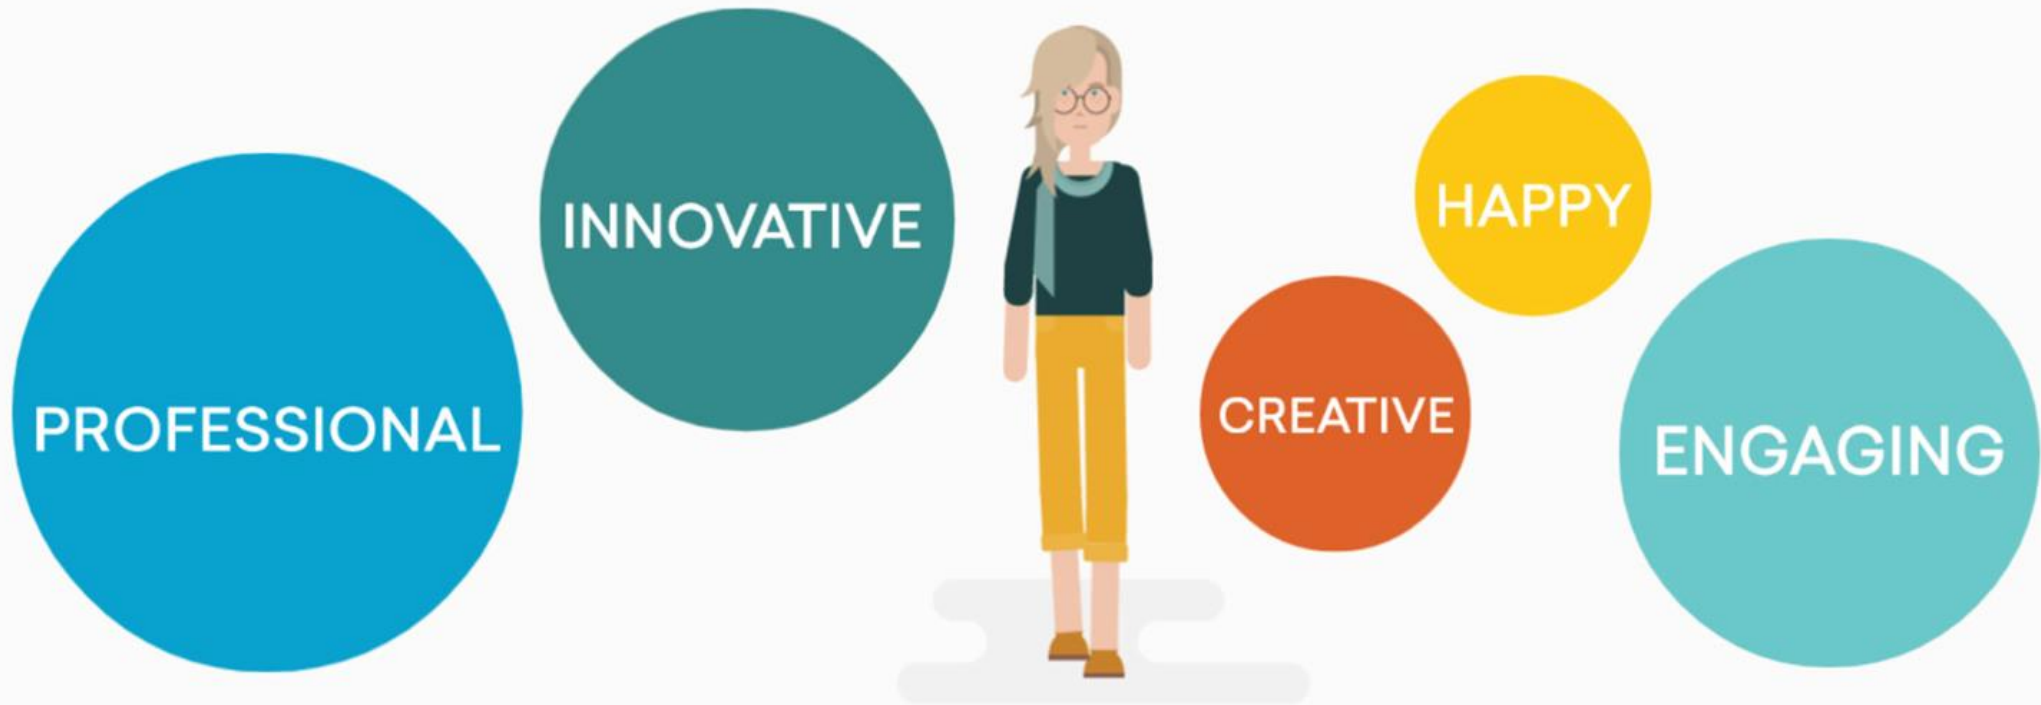 PROFESSIONAL
INNOVATIVE
CREATIVE
HAPPY
ENGAGING